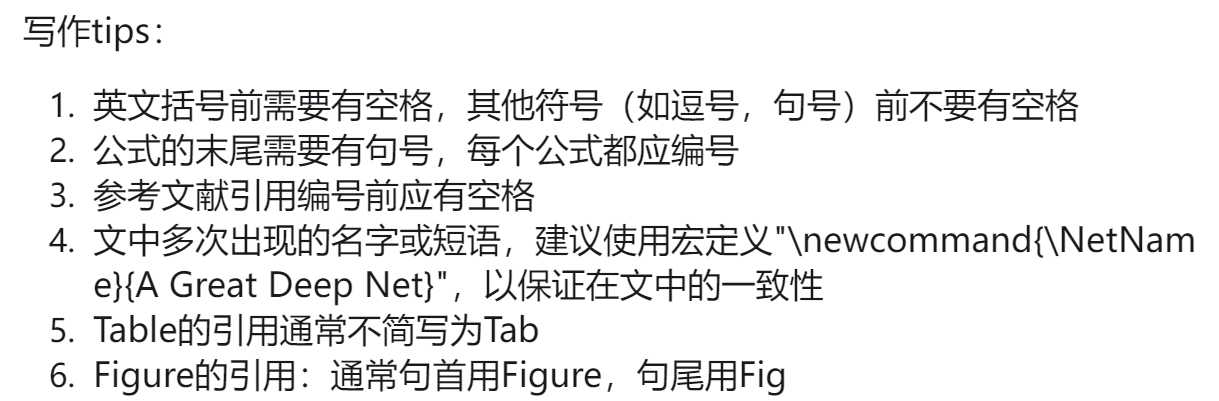 写作tips：
1. 英文括号前需要有空格，其他符号（如逗号，句号）前不要有空格
2. 公式的末尾需要有句号，每个公式都应编号
3. 参考文献引用编号前应有空格
4. 文中多次出现的名字或短语，建议使用宏定义"\newcommand{\NetNam
e}{A Great Deep Net}"，以保证在文中的一致性
5. Table的引用通常不简写为Tab
6. Figure的引用：通常句首用Figure，句尾用Fig